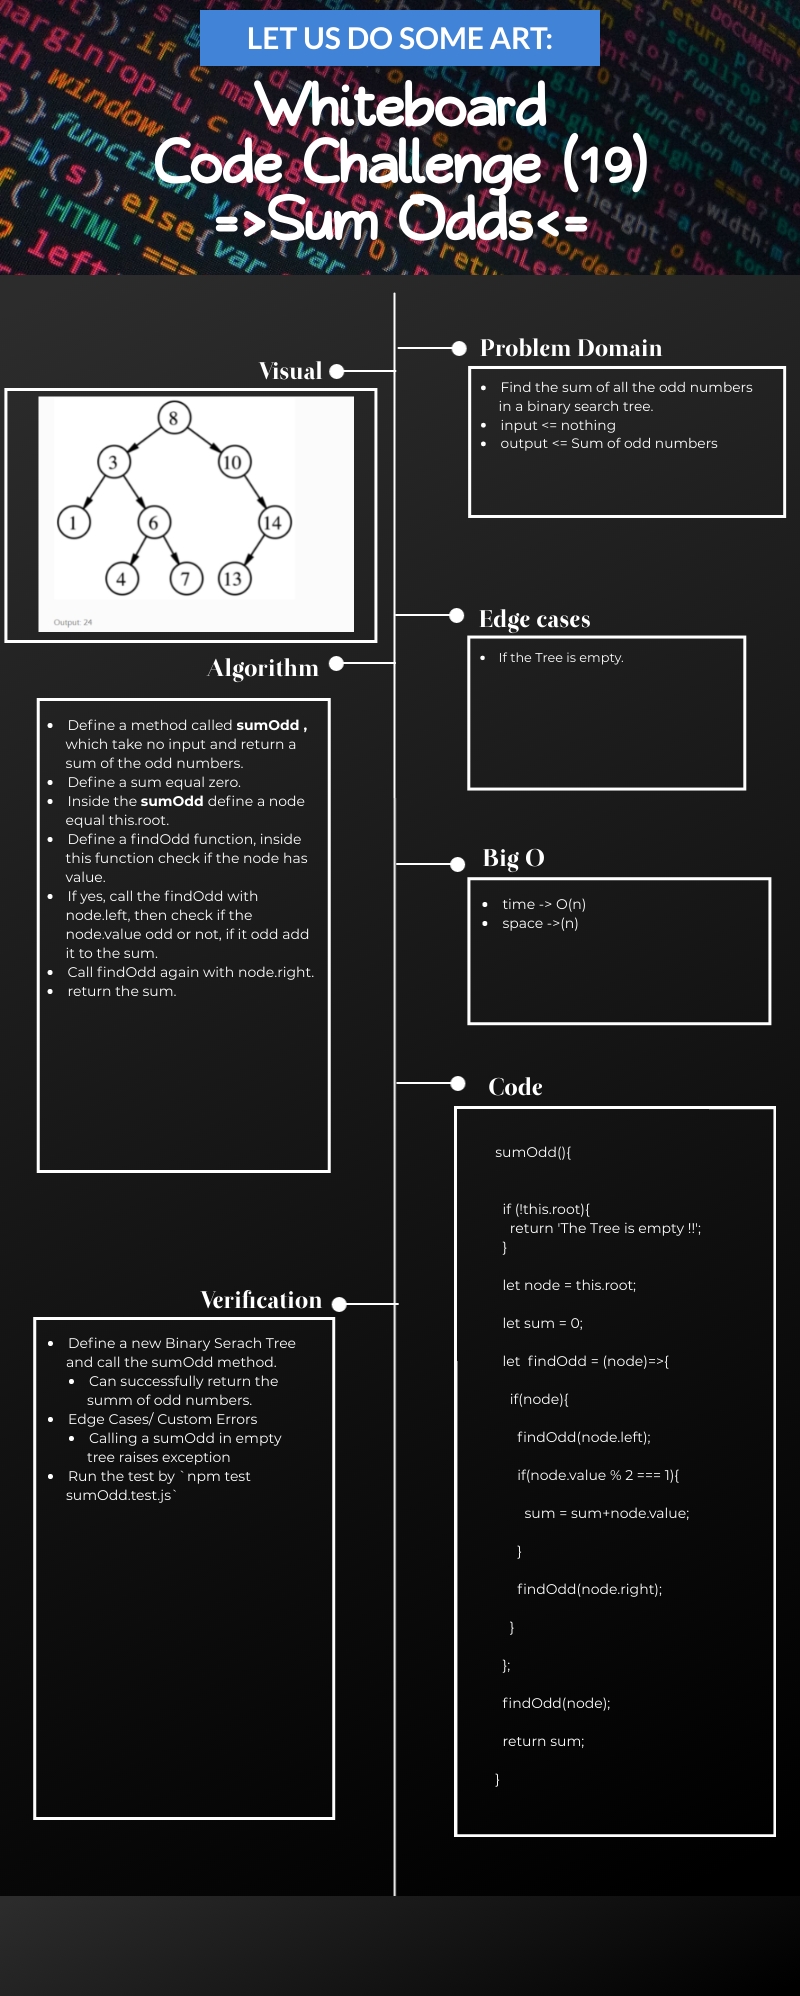 LET US DO SOME ART:
Whiteboard
Code Challenge (19)
=>Sum Odds<=
Visual
8
3
10
1
6
14
4
7
13
Output: 24
Problem Domain
• Find the sum of all the odd numbers
in a binary search tree.
• input <= nothing
• output <= Sum of odd numbers
Edge cases
• If the Tree is empty.
Algorithm
• Define a method called sumOdd ,
which take no input and return a
sum of the odd numbers.
• Define a sum equal zero.
• Inside the sumOdd define a node
equal this.root.
• Define a findOdd function, inside
this function check if the node has
value.
• If yes, call the findOdd with
node.left, then check if the
node.value odd or not, if it odd add
it to the sum.
• Call findOdd again with node.right.
• return the sum.
Big O
• time -> O(n)
• space ->(n)
Code
sumOdd(){
if (!this.root){
return 'The Tree is empty !!';
}
let node = this.root;
let sum = 0;
let  findOdd = (node)=>{
if(node){
findOdd(node.left);
if(node.value % 2 === 1){
sum = sum+node.value;
}
findOdd(node.right);
}
};
findOdd(node);
return sum;
}
Verification
• Define a new Binary Serach Tree
and call the sumOdd method.
• Can successfully return the
summ of odd numbers.
• Edge Cases/ Custom Errors
• Calling a sumOdd in empty
tree raises exception
• Run the test by `npm test
sumOdd.test.js`